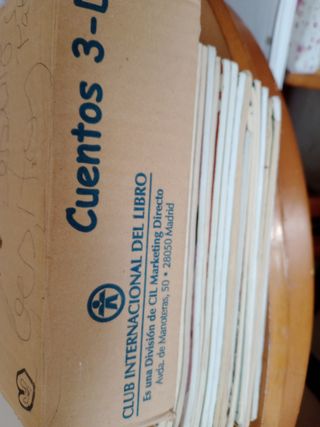 Cuentos 3-
CLUB INTERNACIONAL DEL LIBRO
Es una División de CIL Marketing Directo
Avda. de Manoteras, 50 • 28050 Madrid